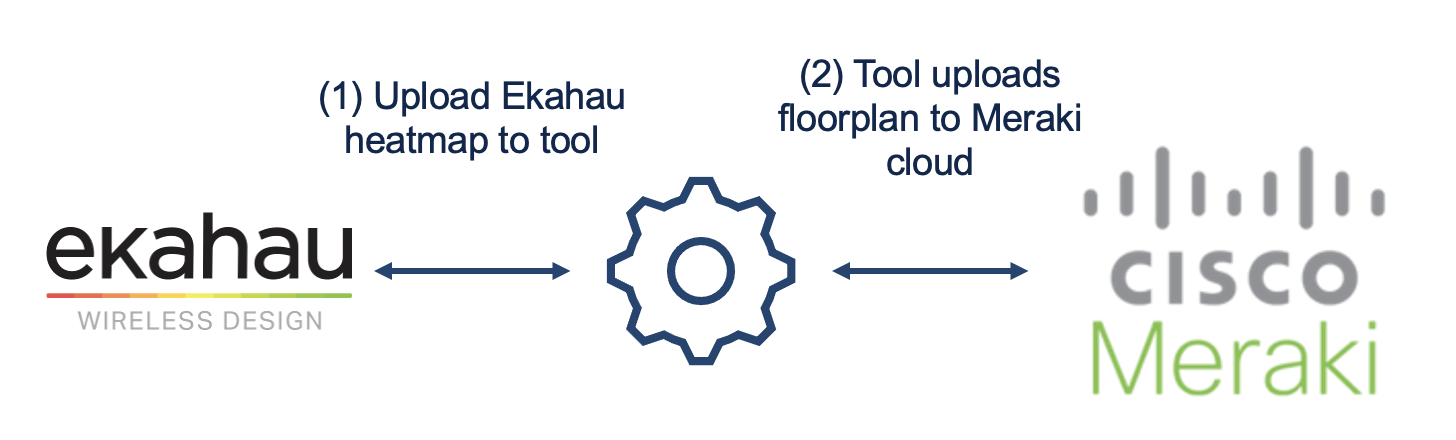 (1) Upload Ekahau
heatmap to tool
(2) Tool uploads
floorplan to Meraki
cloud
ekahau
WIRELESS DESIGN
CISCO
Meraki